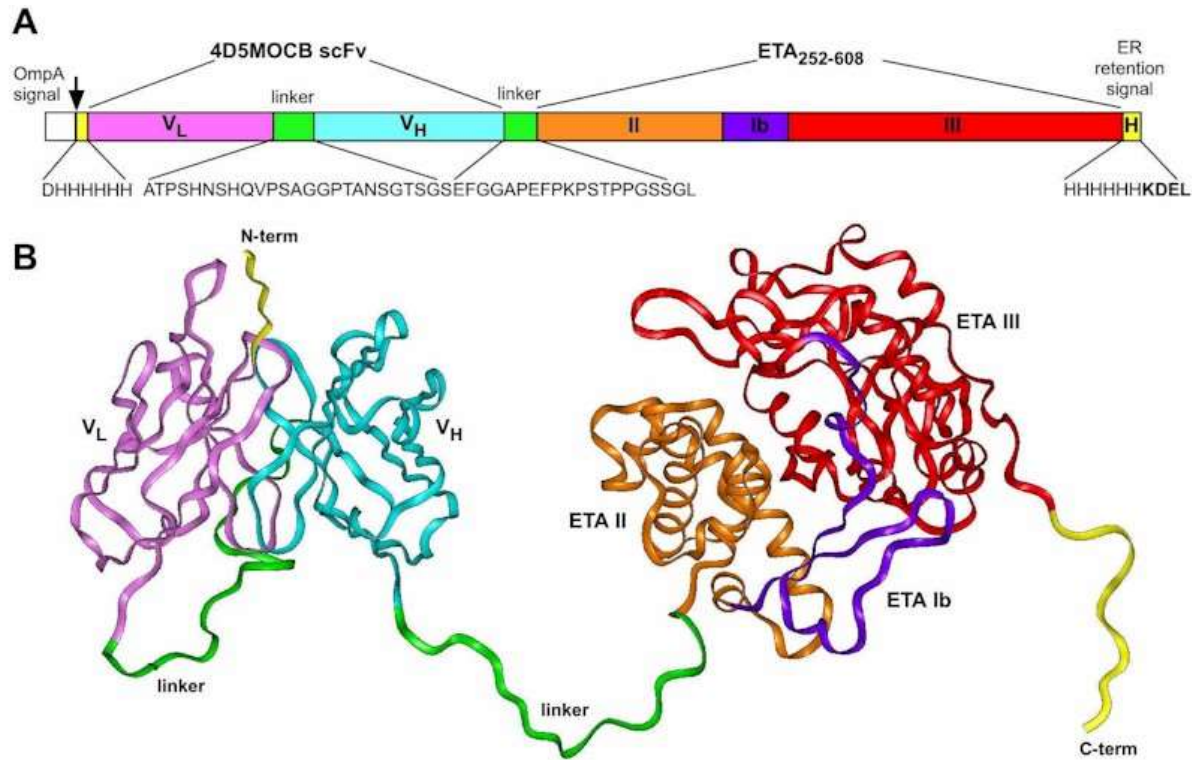 A
4D5MOCB scFv
ETA252-608
ER
retention
signal
OmpA
signal
linker
linker
VL
VH
II
Ib
III
H
DHHHHHH
ATPSHNSHQVPSAGGPTANSGTSGSEFGGAPEFPKPSTPPGSSGL
HHHHHHKDEL
B
N-term
VL
VH
ETA III
ETA II
ETA Ib
linker
linker
C-term